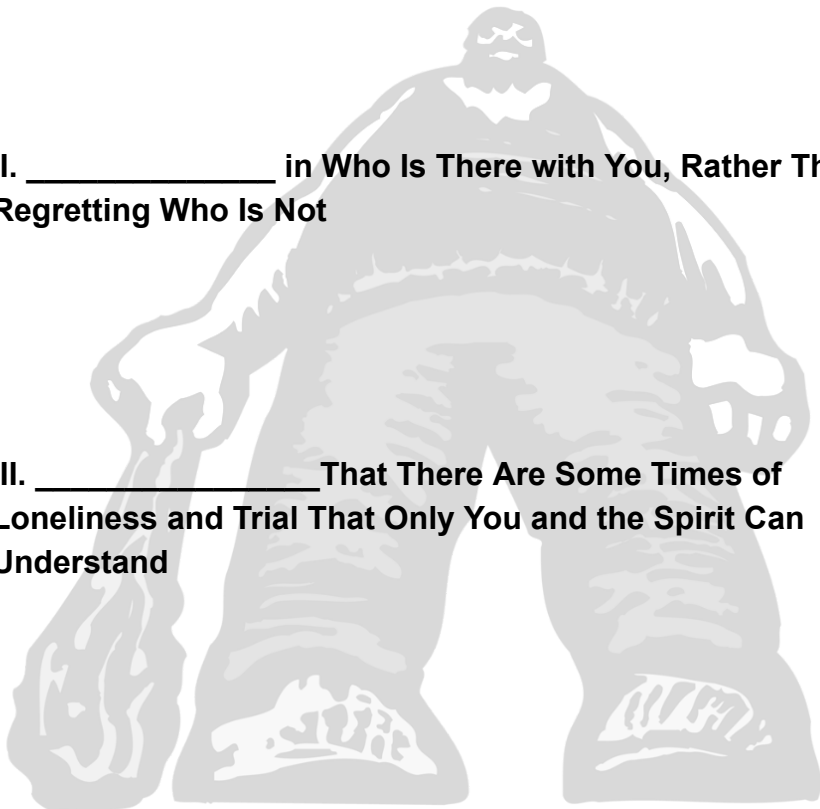 I. ______________ in Who Is There with You, Rather Th
Regretting Who Is Not
II. ________________That There Are Some Times of
Loneliness and Trial That Only You and the Spirit Can
Understand